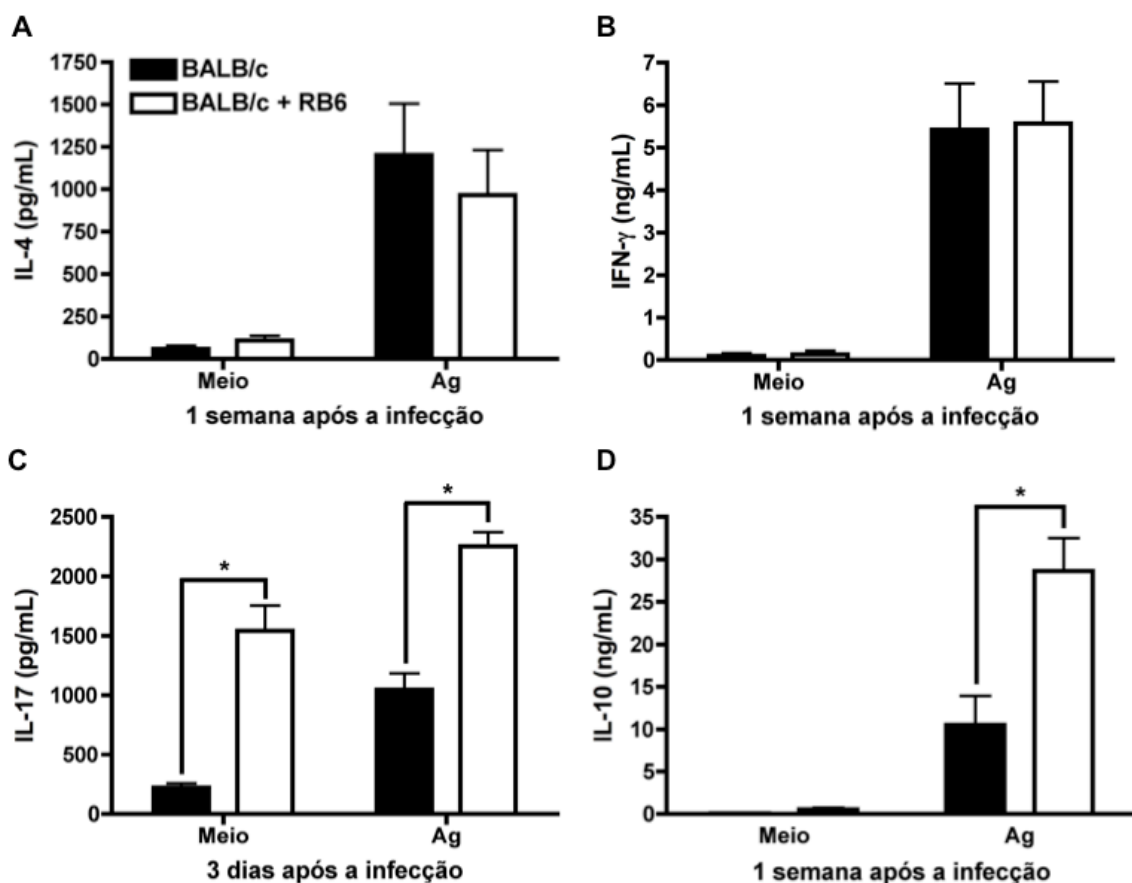 A
IL-4 (pg/mL)
1750
1500
1250
1000
750
500
250
0
BALB/c
BALB/c + RB6
Meio
Ag
1 semana após a infecção
B
IFN-γ (ng/mL)
7
6
5
4
3
2
1
0
Meio
Ag
1 semana após a infecção
C
IL-17 (pg/mL)
2500
2000
1500
1000
500
0
*
*
Meio
Ag
3 dias após a infecção
D
IL-10 (ng/mL)
35
30
25
20
15
10
5
0
*
Meio
Ag
1 semana após a infecção